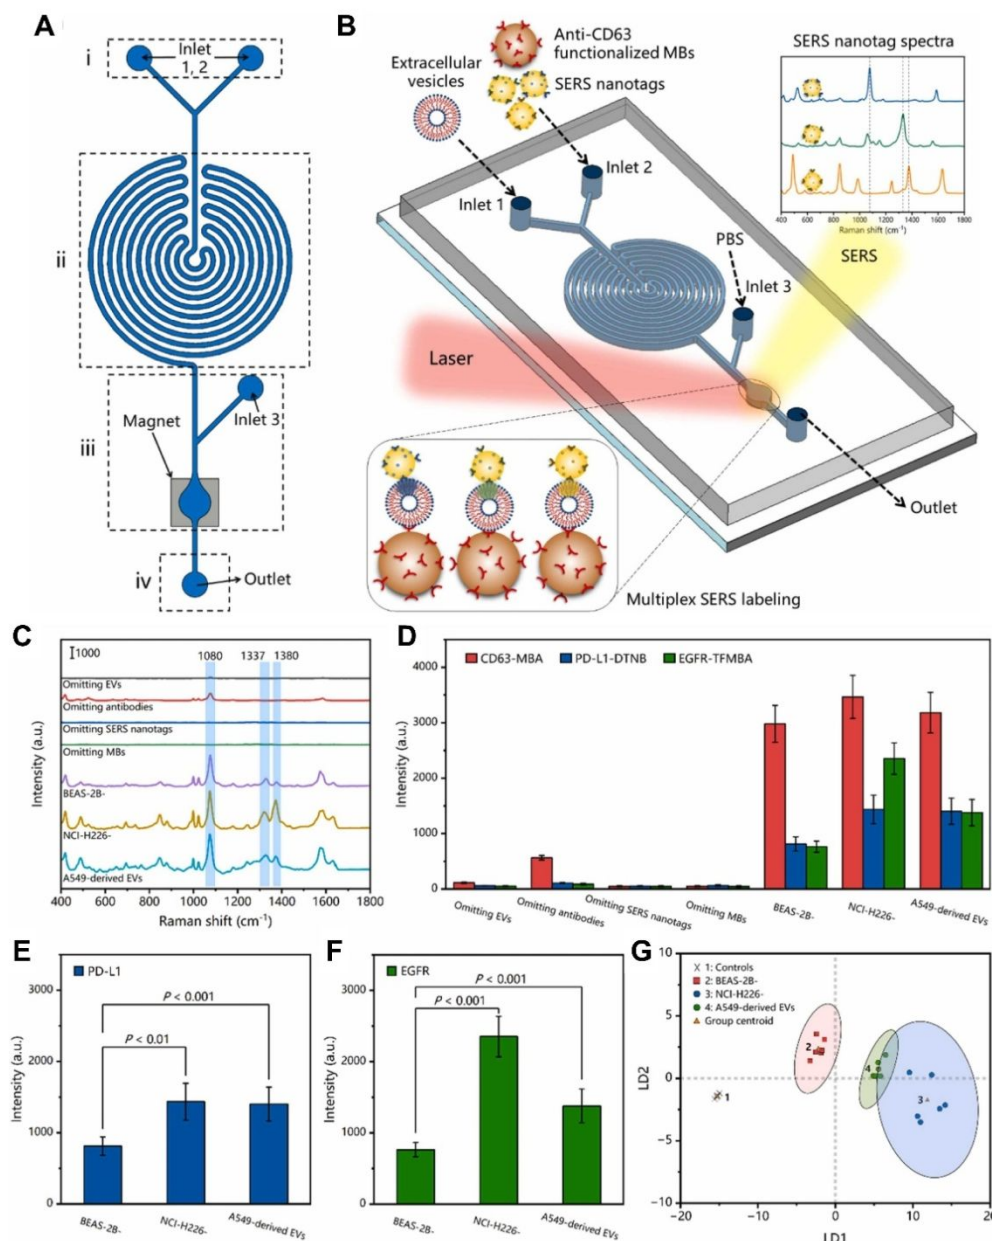 A
i
Inlet
1, 2
ii
iii
Magnet
Inlet 3
iv
Outlet
B
Anti-CD63
functionalized MBs
Extracellular
vesicles
SERS nanotags
Inlet 1
Inlet 2
PBS
Inlet 3
Laser
SERS
Outlet
Multiplex SERS labeling
SERS nanotag spectra
400 600 800 1000 1200 1400 1600 1800
Raman shift (cm-1)
C
1000
1080 1337 1380
Omitting EVs
Omitting antibodies
Omitting SERS nanotags
Omitting MBs
BEAS-2B-
NCI-H226-
A549-derived EVs
Intensity (a.u.)
400 600 800 1000 1200 1400 1600 1800
Raman shift (cm-1)
D
CD63-MBA PD-L1-DTNB EGFR-TFMBA
Intensity (a.u.)
4000
3000
2000
1000
0
Omitting EVs
Omitting antibodies
Omitting SERS nanotags
Omitting MBs
BEAS-2B-
NCI-H226-
A549-derived EVs
E
PD-L1
P < 0.001
P < 0.01
Intensity (a.u.)
3000
2000
1000
0
BEAS-2B-
NCI-H226-
A549-derived EVs
F
EGFR
P < 0.001
P < 0.001
Intensity (a.u.)
3000
2000
1000
0
BEAS-2B-
NCI-H226-
A549-derived EVs
G
1: Controls
2: BEAS-2B-
3: NCI-H226-
4: A549-derived EVs
Group centroid
1
2
3
4
LD2
10
5
0
−5
−10
−20 −10 0 10 20
LD1